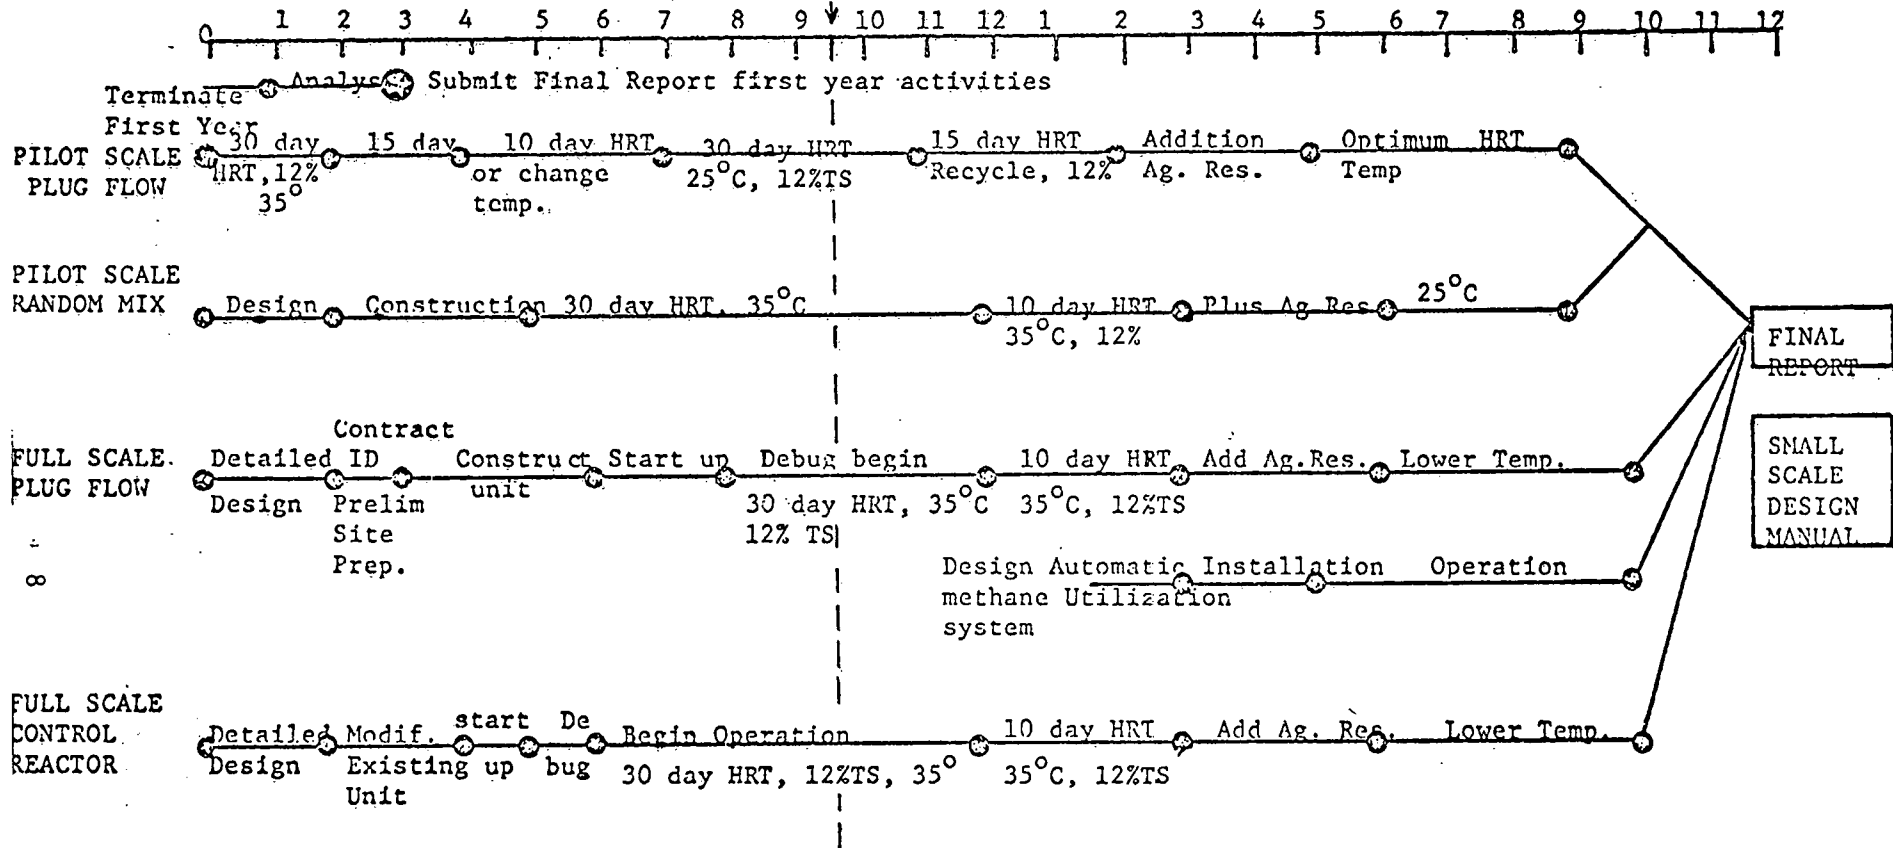 0 1 2 3 4 5 6 7 8 9 10 11 12 1 2 3 4 5 6 7 8 9 10 11 12
Analys Submit Final Report first year activities
Terminate
First Year
PILOT SCALE
PLUG FLOW
30 day 15 day 10 day HRT 30 day HRT 15 day HRT Addition Optimum HRT
HRT, 12% or change 25°C, 12%TS Recycle, 12% Ag. Res. Temp
35° temp.
PILOT SCALE
RANDOM MIX
Design Construction 30 day HRT, 35°C 10 day HRT Plus Ag Res 25°C
35°C, 12%
FINAL
REPORT
Contract
FULL SCALE
PLUG FLOW
Detailed ID Construct Start up Debug begin 10 day HRT Add Ag.Res. Lower Temp.
unit
Design Prelim 30 day HRT, 35°C 35°C, 12%TS
Site 12% TS
Prep.
SMALL
SCALE
DESIGN
MANUAL
8
Design Automatic Installation Operation
methane Utilization
system
FULL SCALE
CONTROL
REACTOR
start De
Detailed Modif. Begin Operation 10 day HRT Add Ag. Res. Lower Temp.
Design Existing up bug 30 day HRT, 12%TS, 35° 35°C, 12%TS
Unit